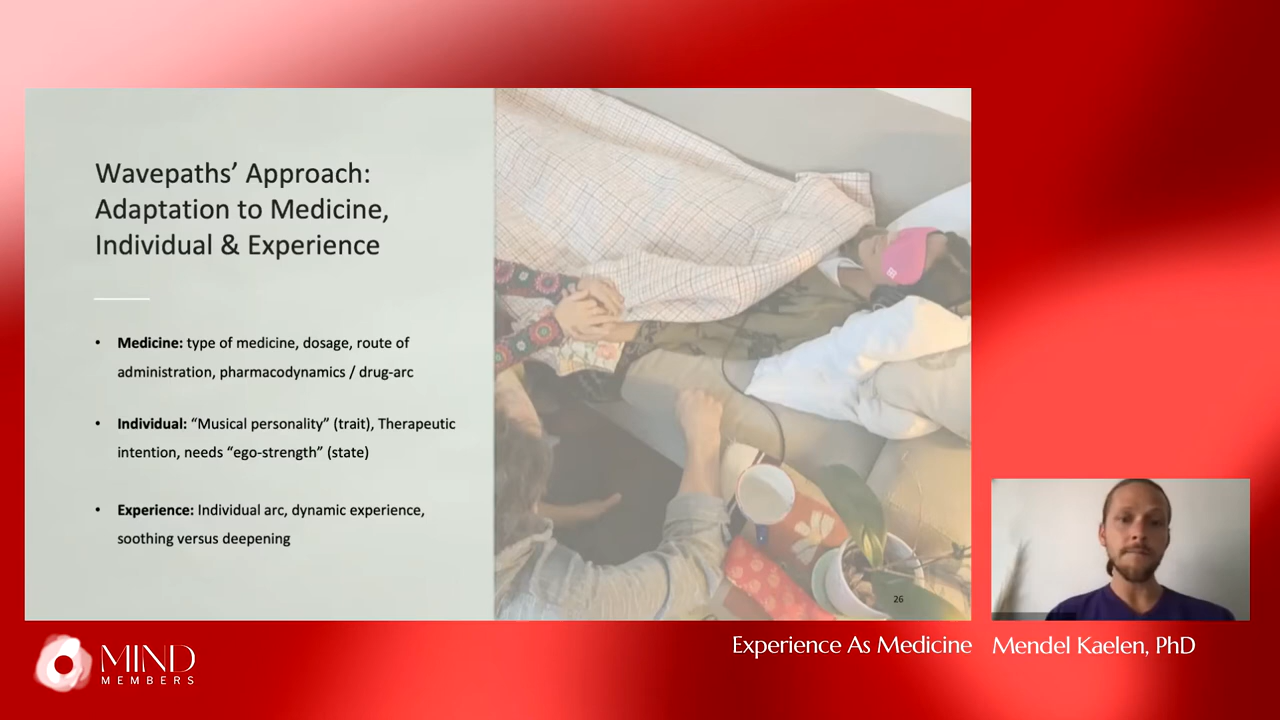 Wavepaths’ Approach:
Adaptation to Medicine,
Individual & Experience
• Medicine: type of medicine, dosage, route of
administration, pharmacodynamics / drug-arc
• Individual: “Musical personality” (trait), Therapeutic
intention, needs “ego-strength” (state)
• Experience: Individual arc, dynamic experience,
soothing versus deepening
26
Experience As Medicine
Mendel Kaelen, PhD
MIND
MEMBERS